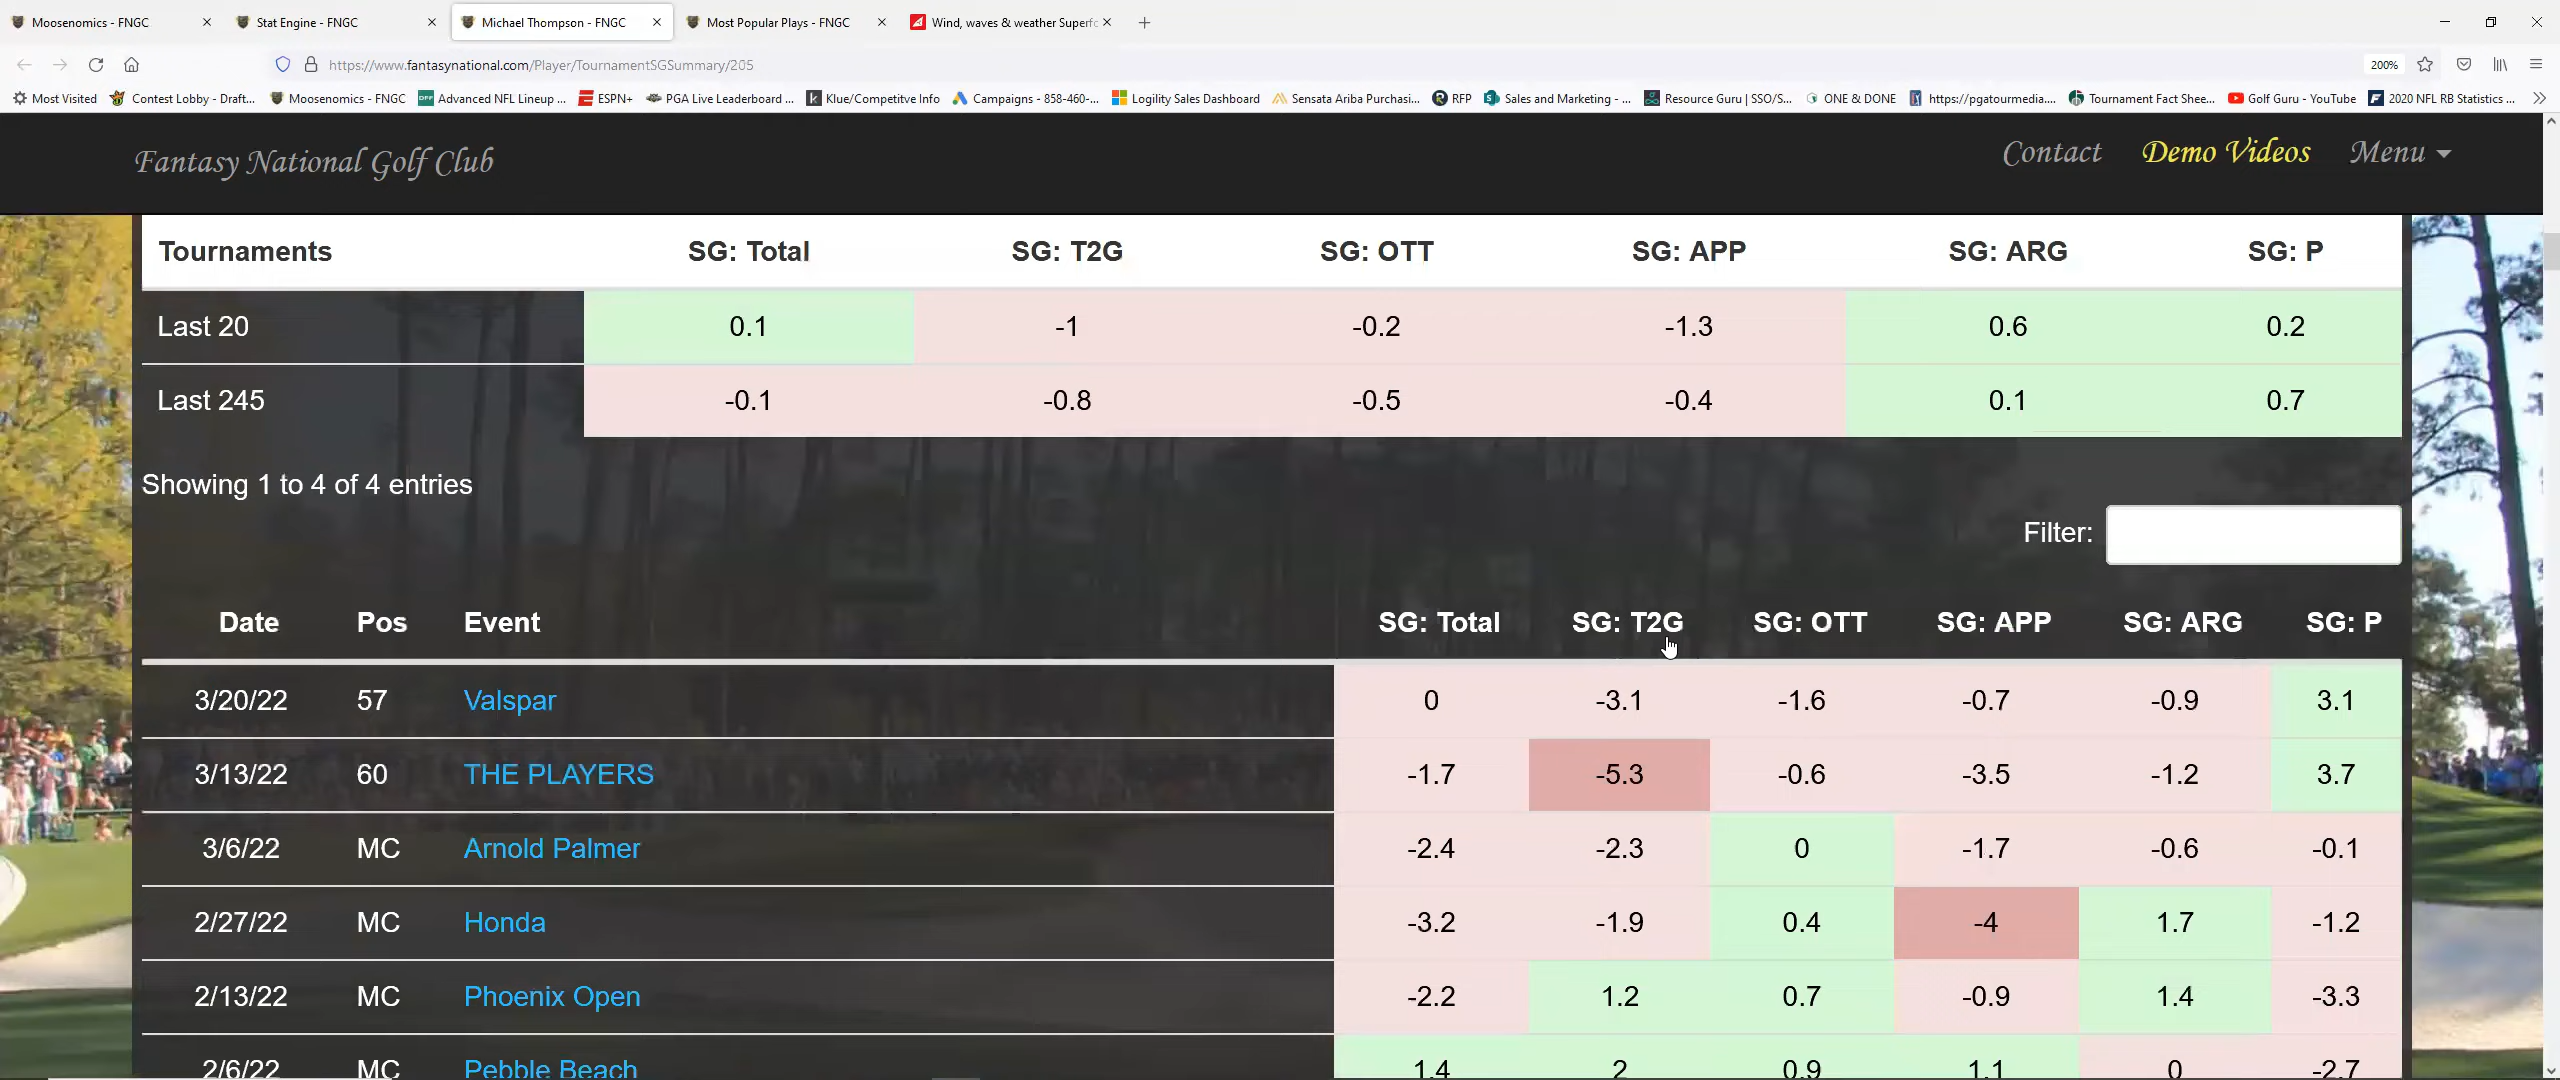 Moosenomics - FNGC
Stat Engine - FNGC
Michael Thompson - FNGC
Most Popular Plays - FNGC
Wind, waves & weather Superfc
https://www.fantasynational.com/Player/TournamentSGSummary/205
200%
Most Visited
Contest Lobby - Draft...
Moosenomics - FNGC
Advanced NFL Lineup ...
ESPN+
PGA Live Leaderboard ...
Klue/Competitve Info
Campaigns - 858-460-...
Logility Sales Dashboard
Sensata Ariba Purchasi...
RFP
Sales and Marketing - ...
Resource Guru | SSO/S...
ONE & DONE
https://pgatourmedia....
Tournament Fact Shee...
Golf Guru - YouTube
2020 NFL RB Statistics ...
Fantasy National Golf Club
Contact
Demo Videos
Menu
Tournaments SG: Total SG: T2G SG: OTT SG: APP SG: ARG SG: P
Last 20 0.1 -1 -0.2 -1.3 0.6 0.2
Last 245 -0.1 -0.8 -0.5 -0.4 0.1 0.7
Showing 1 to 4 of 4 entries
Filter:
Date Pos Event SG: Total SG: T2G SG: OTT SG: APP SG: ARG SG: P
3/20/22 57 Valspar 0 -3.1 -1.6 -0.7 -0.9 3.1
3/13/22 60 THE PLAYERS -1.7 -5.3 -0.6 -3.5 -1.2 3.7
3/6/22 MC Arnold Palmer -2.4 -2.3 0 -1.7 -0.6 -0.1
2/27/22 MC Honda -3.2 -1.9 0.4 -4 1.7 -1.2
2/13/22 MC Phoenix Open -2.2 1.2 0.7 -0.9 1.4 -3.3
2/6/22 MC Pebble Beach 1.4 2 0.9 1.1 0 -2.7